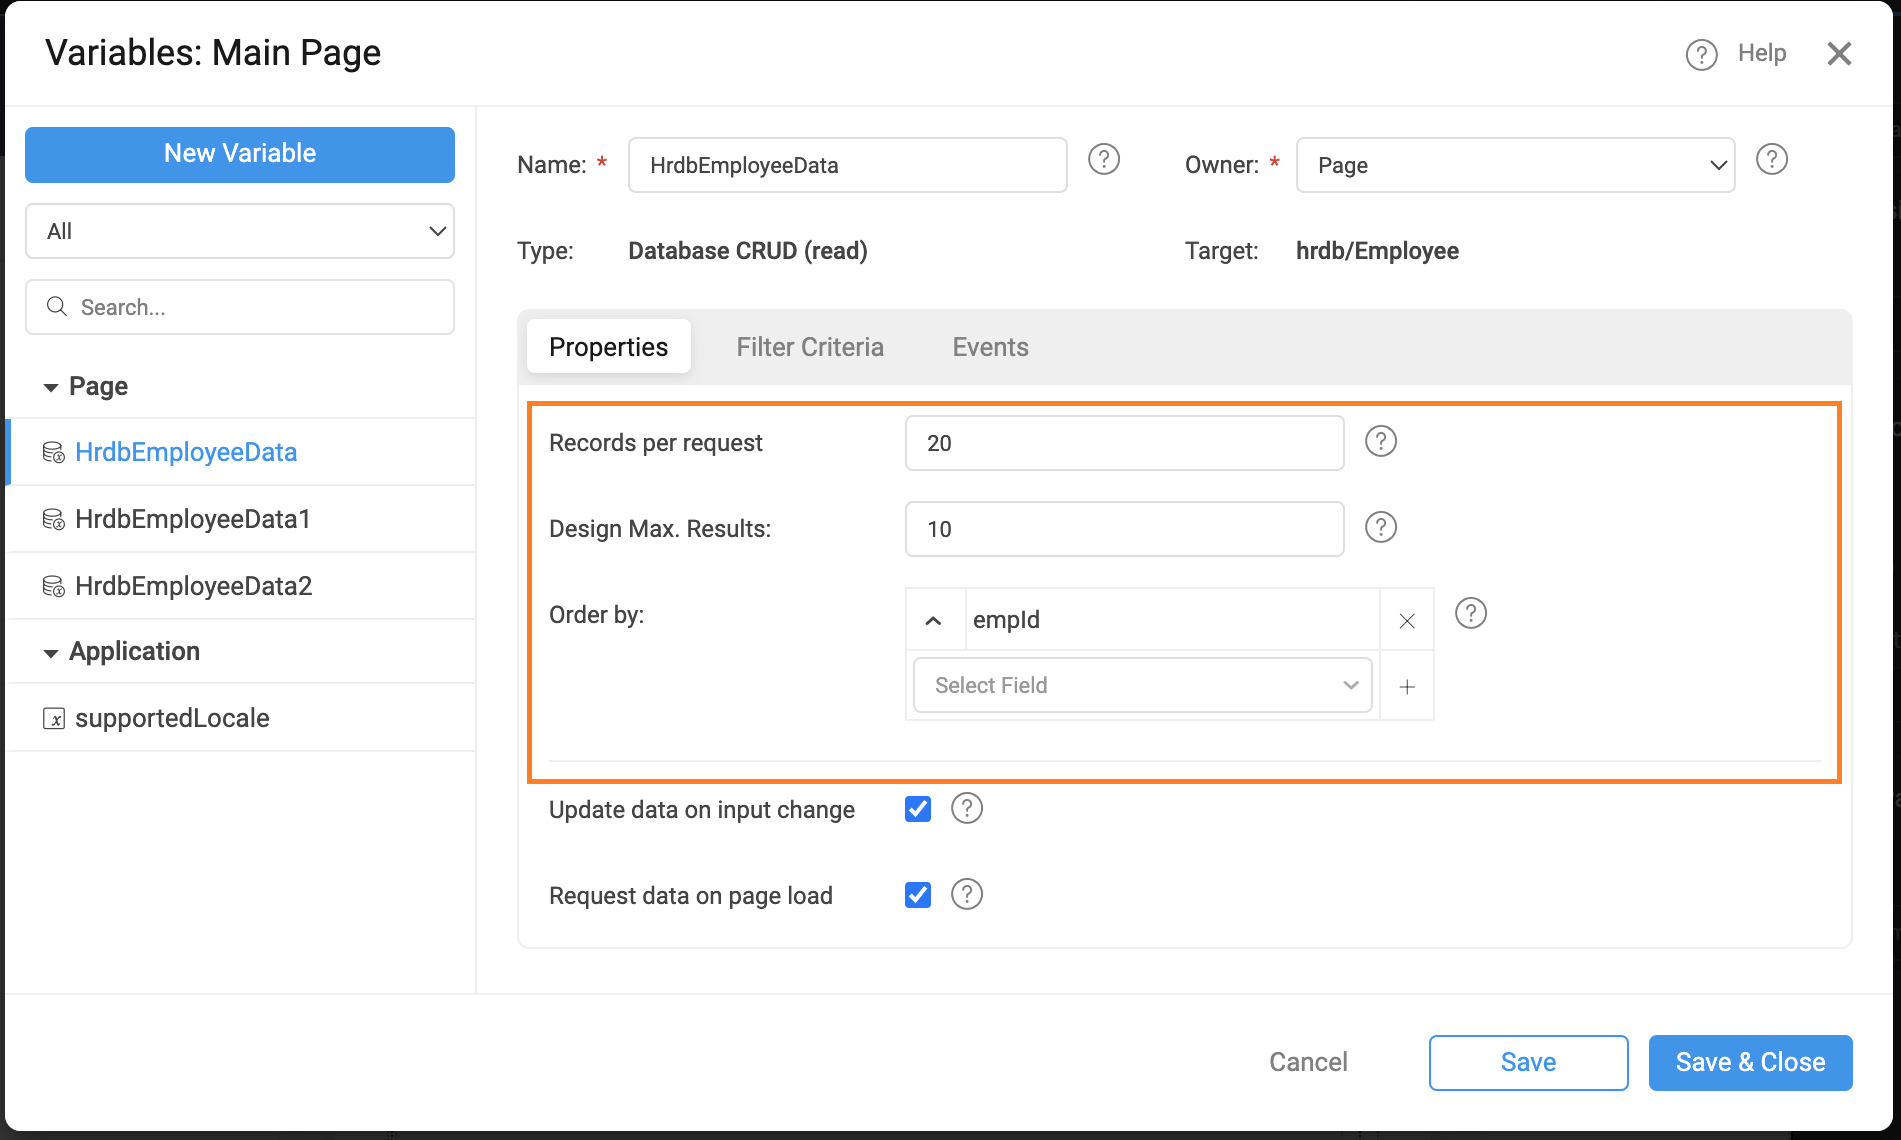 Variables: Main Page
? Help
New Variable
All
Search...
Page
HrdbEmployeeData
HrdbEmployeeData1
HrdbEmployeeData2
Application
supportedLocale
Name: * HrdbEmployeeData ?
Owner: * Page ?
Type: Database CRUD (read)
Target: hrdb/Employee
Properties Filter Criteria Events
Records per request 20 ?
Design Max. Results: 10 ?
Order by: empId ?
Select Field
Update data on input change ?
Request data on page load ?
Cancel Save Save & Close